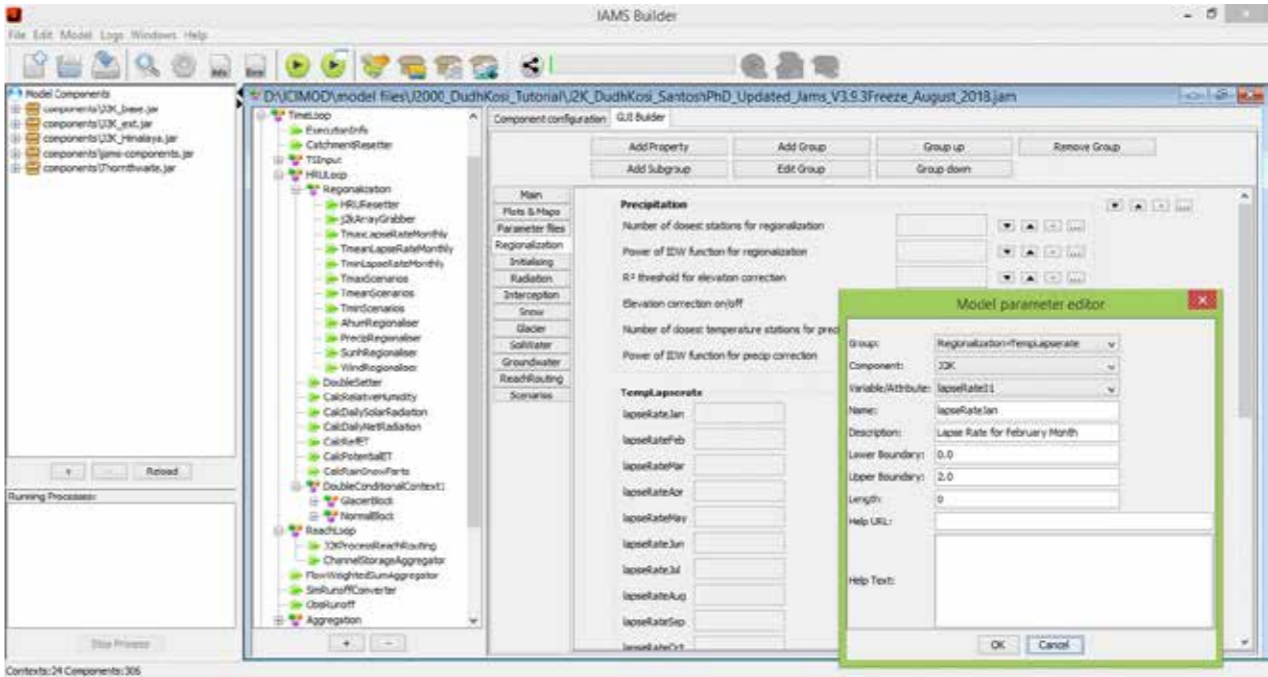 JAMS Builder
File Edit Model Logs Windows Help
Info
Error
Model Components
components\J2K_base.jar
components\J2K_ext.jar
components\J2K_Himalaya.jar
components\jams-components.jar
components\Thornthwaite.jar
+ - Reload
Running Processes:
Stop Process
Contexts:24 Components:306
D:\ICIMOD\model files\J2000_DudhKosi_Tutorial\J2K_DudhKosi_SantoshPhD_Updated_Jams_V3.9.3Freeze_August_2018.jam
TimeLoop
ExecutionInfo
CatchmentResetter
TSInput
HRULoop
Regionalization
HRUResetter
j2kArrayGrabber
TmaxLapseRateMonthly
TmeanLapseRateMonthly
TminLapseRateMonthly
TmaxScenarios
TmeanScenarios
TminScenarios
AhumRegionaliser
PrecipRegionaliser
SunhRegionaliser
WindRegionaliser
DoubleSetter
CalcRelativeHumidity
CalcDailySolarRadiation
CalcDailyNetRadiation
CalcRefET
CalcPotentialET
CalcRainSnowParts
DoubleConditionalContext1
GlacierBlock
NormalBlock
ReachLoop
J2KProcessReachRouting
ChannelStorageAggregator
FlowWeightedSumAggregator
SimRunoffConverter
ObsRunoff
Aggregation
+ -
Component configuration GUI Builder
Add Property Add Group Group up Remove Group
Add Subgroup Edit Group Group down
Main
Plots & Maps
Parameter files
Regionalization
Initialising
Radiation
Interception
Snow
Glacier
SoilWater
Groundwater
ReachRouting
Scenarios
Precipitation
Number of closest stations for regionalization
Power of IDW function for regionalization
R² threshold for elevation correction
Elevation correction on/off
Number of closest temperature stations for prec
Power of IDW function for precip correction
TempLapserate
lapseRateJan
lapseRateFeb
lapseRateMar
lapseRateApr
lapseRateMay
lapseRateJun
lapseRateJul
lapseRateAug
lapseRateSep
lapseRateOct
Model parameter editor
Group: Regionalization>TempLapserate
Component: J2K
Variable/Attribute: lapseRate11
Name: lapseRateJan
Description: Lapse Rate for February Month
Lower Boundary: 0.0
Upper Boundary: 2.0
Length: 0
Help URL:
Help Text:
OK Cancel